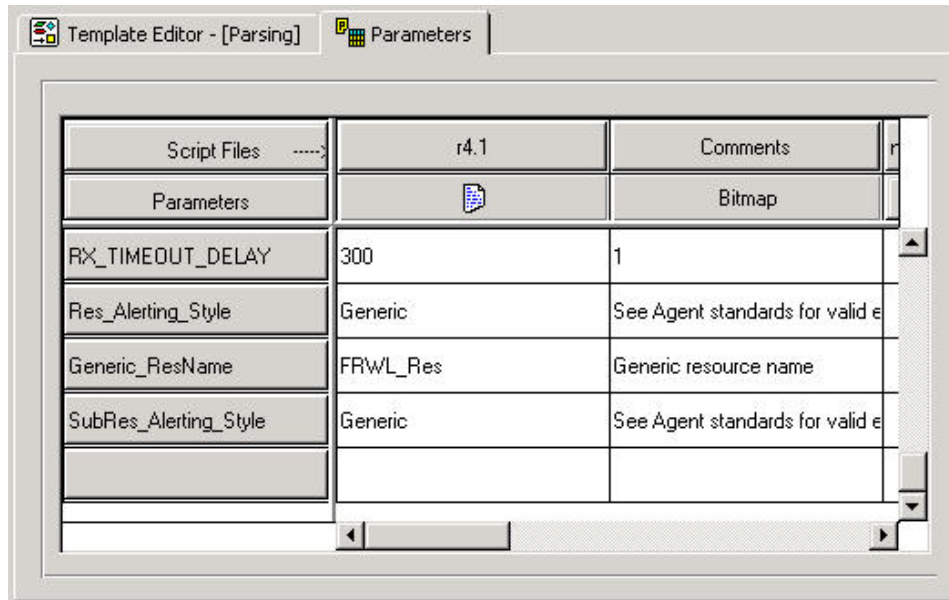 Template Editor - [Parsing] Parameters
Script Files -----> r4.1 Comments
Parameters Bitmap
RX_TIMEOUT_DELAY 300 1
Res_Alerting_Style Generic See Agent standards for valid e
Generic_ResName FRWL_Res Generic resource name
SubRes_Alerting_Style Generic See Agent standards for valid e